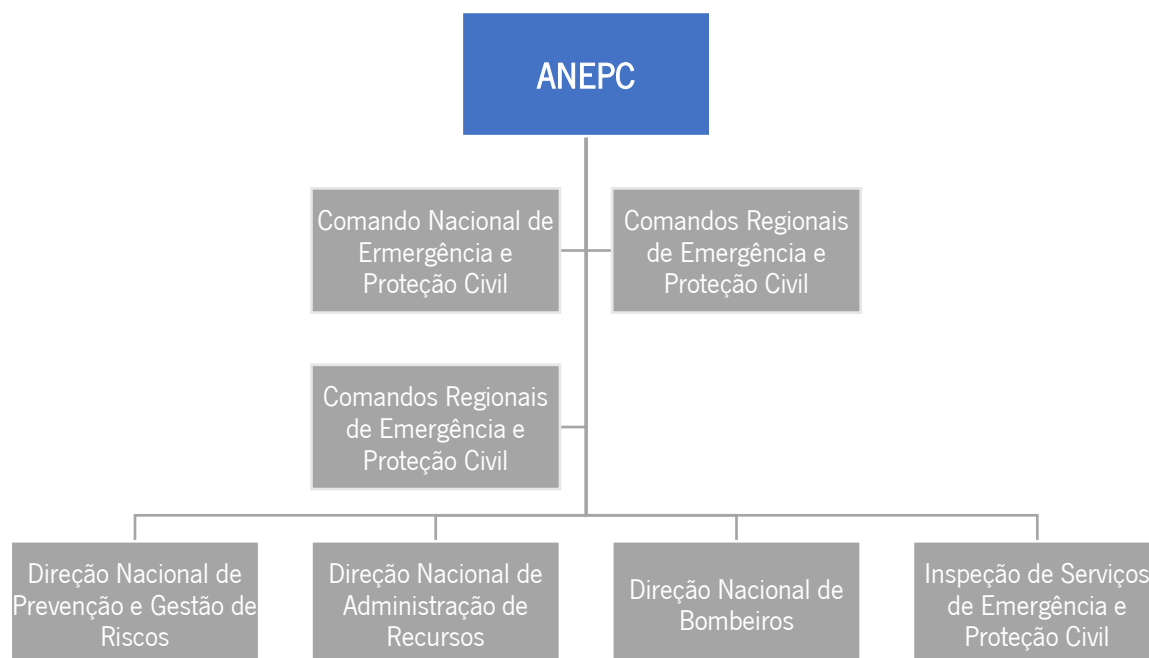 ANEPC
Comando Nacional de
Ermergência e
Proteção Civil
Comandos Regionais
de Emergência e
Proteção Civil
Comandos Regionais
de Emergência e
Proteção Civil
Direção Nacional de
Prevenção e Gestão de
Riscos
Direção Nacional de
Administração de
Recursos
Direção Nacional de
Bombeiros
Inspeção de Serviços
de Emergência e
Proteção Civil